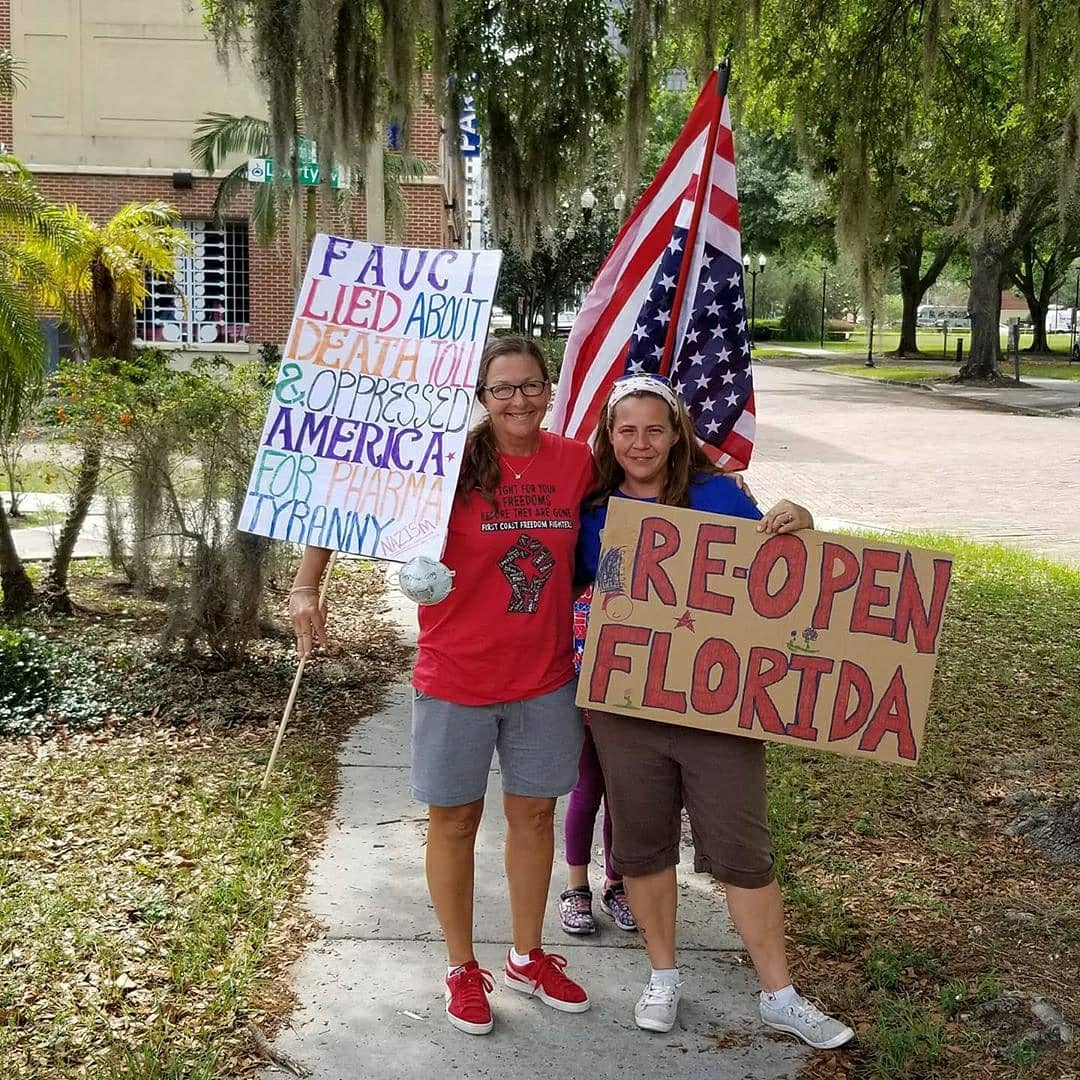 Liberty
PAR
FAUCI
LIED ABOUT
DEATH TOLL
& OPPRESSED
AMERICA
FOR PHARMA
TYRANNY
NAZISM
FIGHT FOR YOUR
FREEDOMS
BEFORE THEY ARE GONE
FIRST COAST FREEDOM FIGHTERS
RE-OPEN
FLORIDA